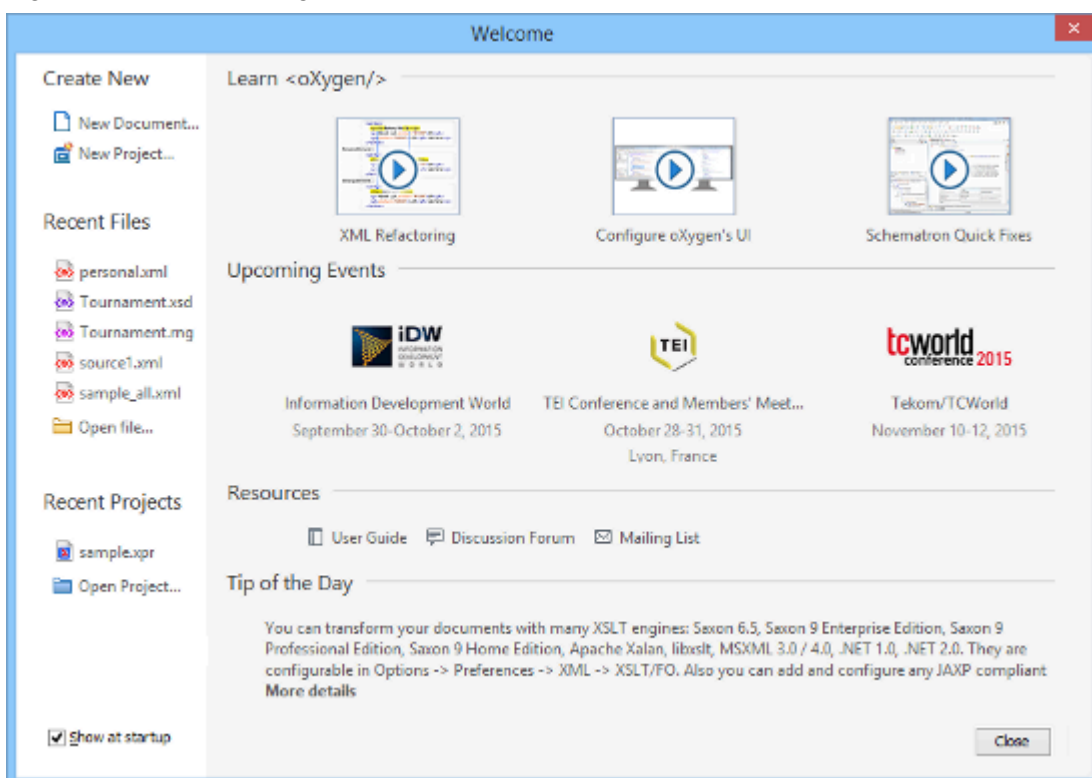 Welcome
Create New
New Document...
New Project...
Recent Files
personal.xml
Tournament.xsd
Tournament.rng
source1.xml
sample_all.xml
Open file...
Recent Projects
sample.xpr
Open Project...
Show at startup
Learn <oXygen/>
XML Refactoring
Configure oXygen's UI
Schematron Quick Fixes
Upcoming Events
iDW
INFORMATION
DEVELOPMENT
WORLD
Information Development World
September 30-October 2, 2015
TEI
TEI Conference and Members' Meet...
October 28-31, 2015
Lyon, France
tcworld
conference 2015
Tekom/TCWorld
November 10-12, 2015
Resources
User Guide
Discussion Forum
Mailing List
Tip of the Day
You can transform your documents with many XSLT engines: Saxon 6.5, Saxon 9 Enterprise Edition, Saxon 9
Professional Edition, Saxon 9 Home Edition, Apache Xalan, libxslt, MSXML 3.0 / 4.0, .NET 1.0, .NET 2.0. They are
configurable in Options -> Preferences -> XML -> XSLT/FO. Also you can add and configure any JAXP compliant
More details
Close